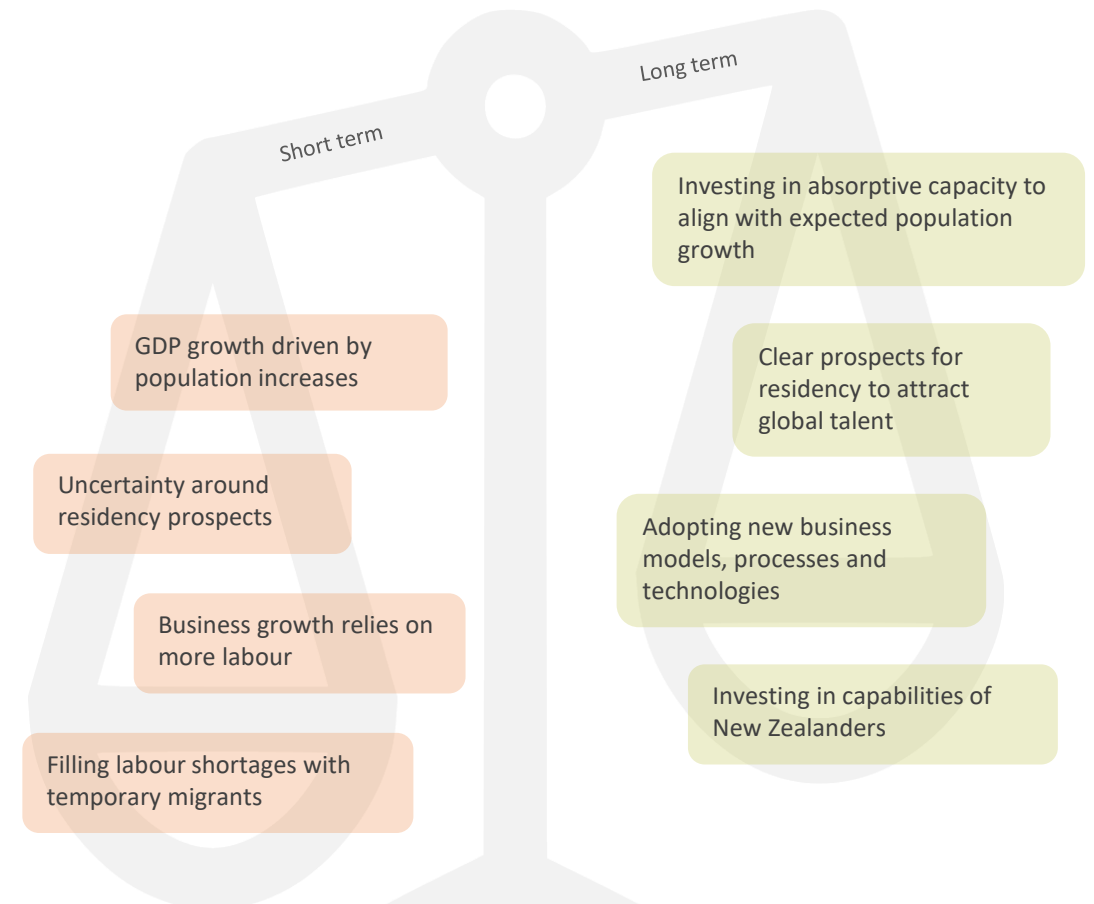 Short term
GDP growth driven by
population increases
Uncertainty around
residency prospects
Business growth relies on
more labour
Filling labour shortages with
temporary migrants
Long term
Investing in absorptive capacity to
align with expected population
growth
Clear prospects for
residency to attract
global talent
Adopting new business
models, processes and
technologies
Investing in capabilities of
New Zealanders